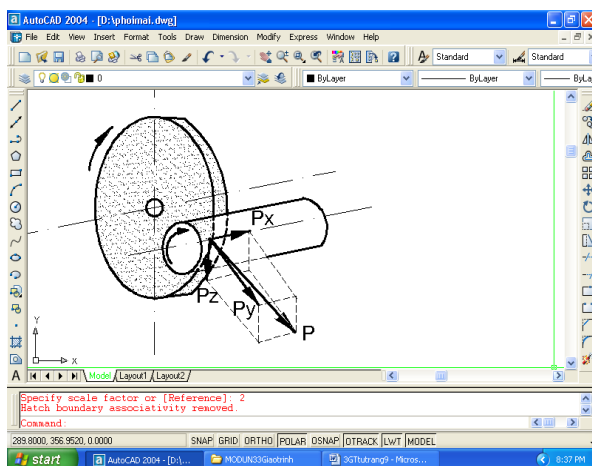 AutoCAD 2004 - [D:\phoimai.dwg]
File Edit View Insert Format Tools Draw Dimension Modify Express Window Help
Standard Standard
0 ByLayer ByLayer
Px
Pz Py P
Y
X
Model Layout1 Layout2
Specify scale factor or [Reference]: 2
Hatch boundary associativity removed.
Command:
289.8000, 356.9520, 0.0000 SNAP GRID ORTHO POLAR OSNAP OTRACK LWT MODEL
start AutoCAD 2004 - [D:\... MODUN33Giaotrinh 3GTtutrang9 - Micros... 8:37 PM